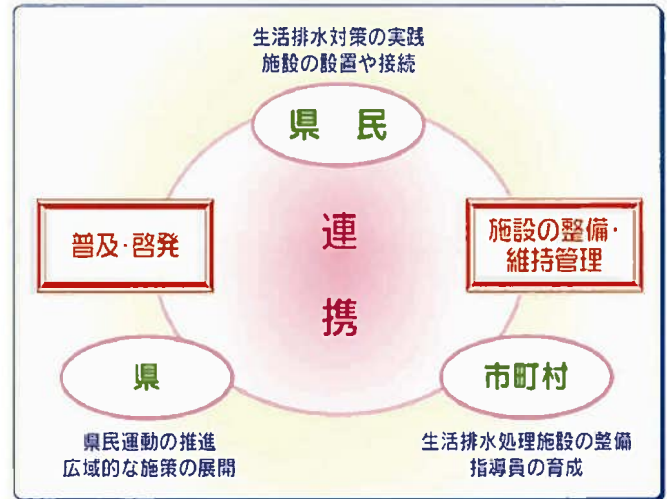 生活排水対策の実践
施設の設置や接続
県 民
連
携
普及・啓発
施設の整備・
維持管理
県
市町村
県民運動の推進
広域的な施策の展開
生活排水処理施設の整備
指導員の育成